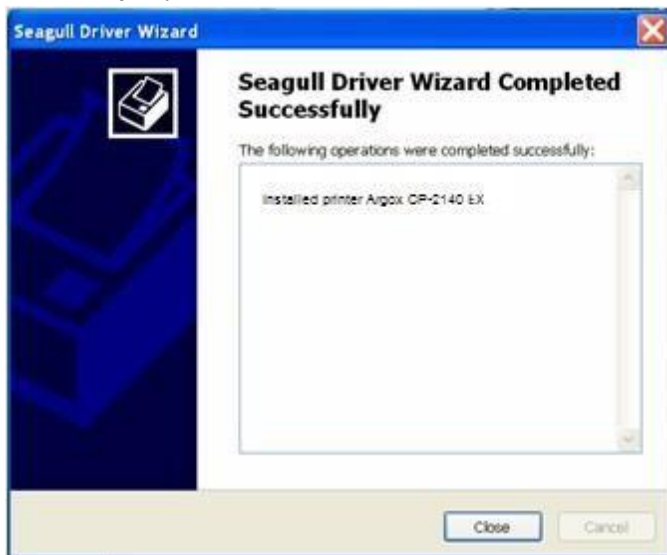 Seagull Driver Wizard
Seagull Driver Wizard Completed
Successfully
The following operations were completed successfully:
Installed printer Argox CP-2140 EX
Close
Cancel